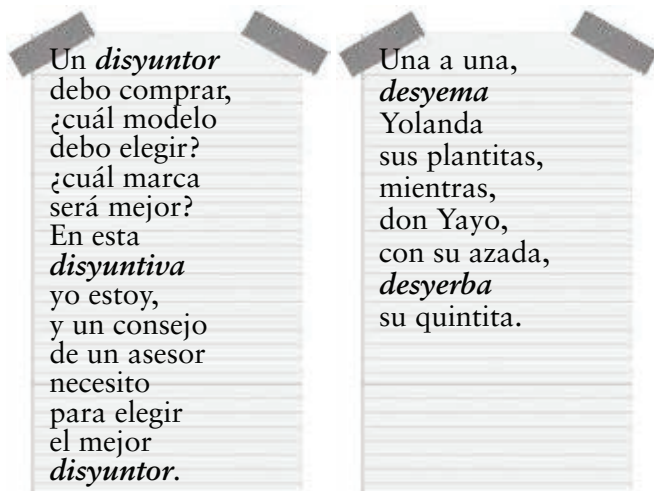 Un disyuntor
debo comprar,
¿cuál modelo
debo elegir?
¿cuál marca
será mejor?
En esta
disyuntiva
yo estoy,
y un consejo
de un asesor
necesito
para elegir
el mejor
disyuntor.
Una a una,
desyema
Yolanda
sus plantitas,
mientras,
don Yayo,
con su azada,
desyerba
su quintita.